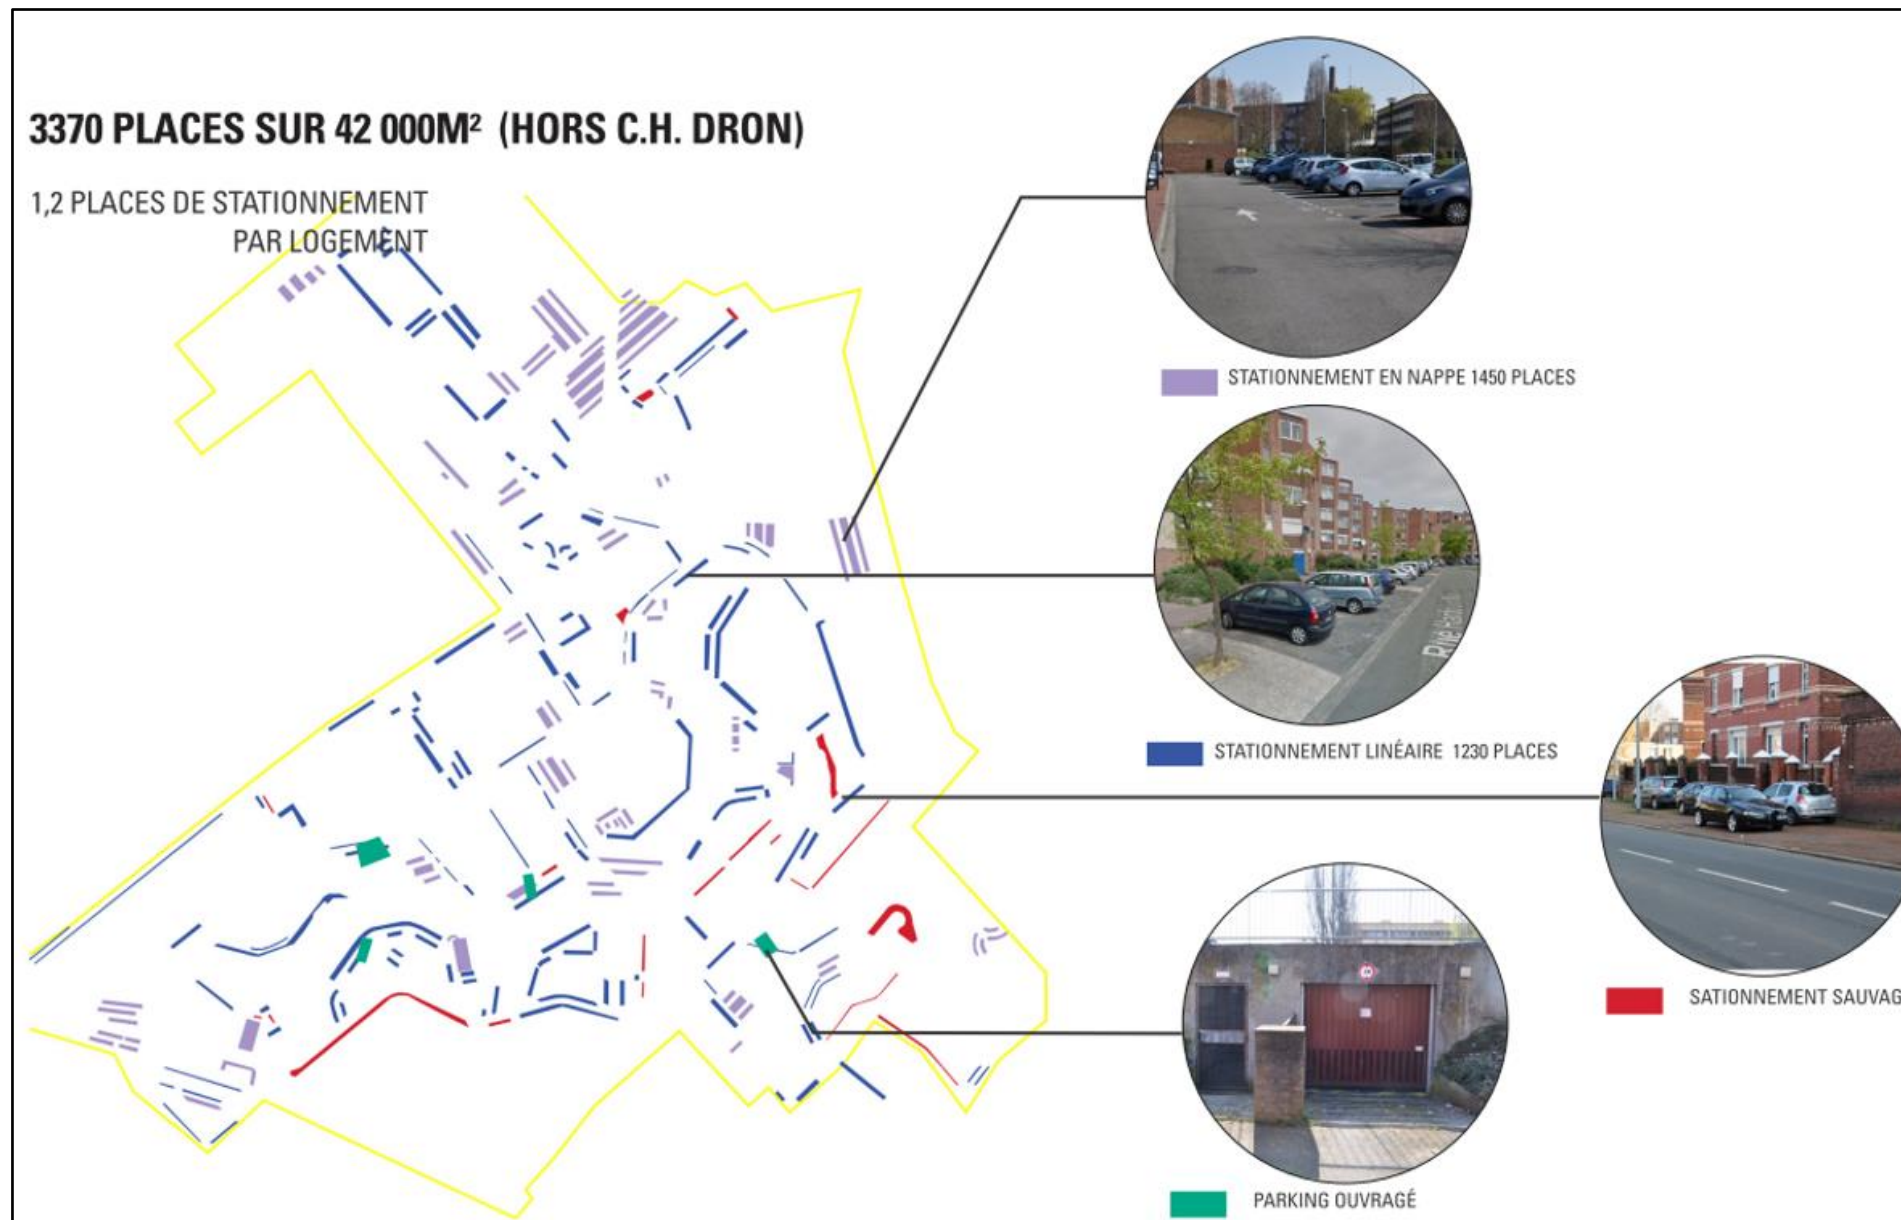 3370 PLACES SUR 42 000M² (HORS C.H. DRON)
1,2 PLACES DE STATIONNEMENT
PAR LOGEMENT
STATIONNEMENT EN NAPPE 1450 PLACES
STATIONNEMENT LINÉAIRE 1230 PLACES
SATIONNEMENT SAUVAG
PARKING OUVRAGÉ